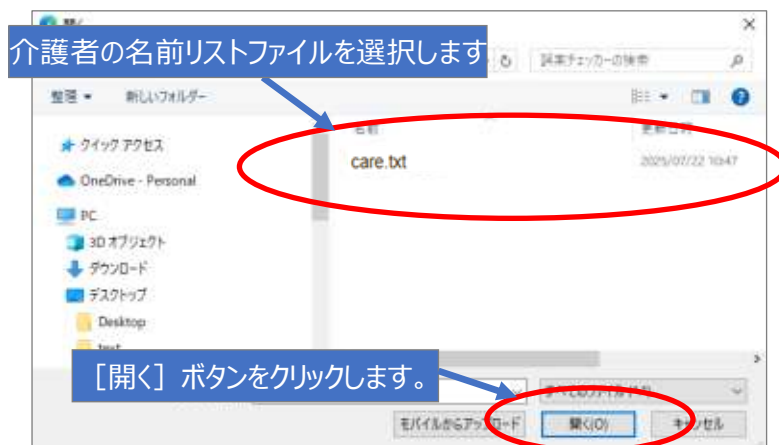 開く
介護者の名前リストファイルを選択します
誤薬チェッカーの検索
整理 新しいフォルダー
名前 更新日時
クイック アクセス
care.txt 2025/07/22 10:47
OneDrive - Personal
PC
3D オブジェクト
ダウンロード
デスクトップ
Desktop
test
［開く］ボタンをクリックします。
モバイルからアップロード 開く(O) キャンセル